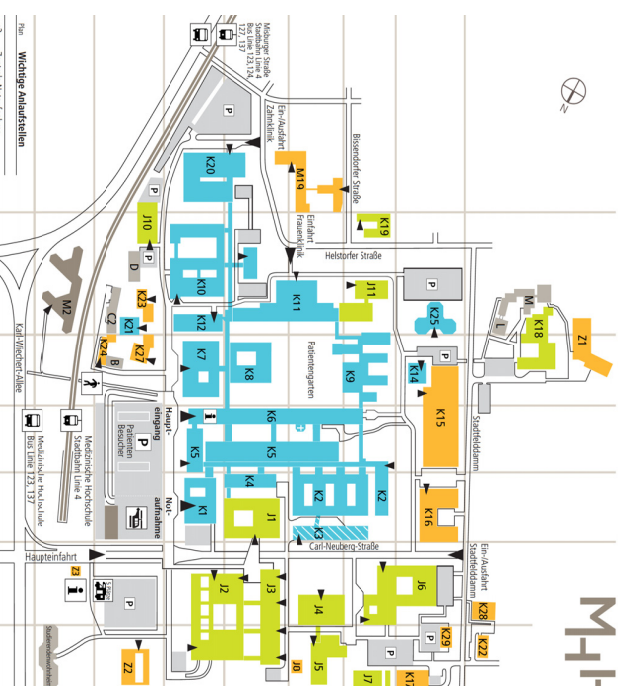 Misburger Straße
Stadtbahn Linie 4
Bus Linie 123,124,
127, 137
Plan
Wichtige Anlaufstellen
Ein-/Ausfahrt
Zahnklinik
Bissendorfer Straße
N
P
K20
M19
Einfahrt
Frauenklinik
K19
Helstorfer Straße
P
J10
P
D
K10
K11
J11
P
K25
M
L
K18
Z1
M2
K23
C2
K21
K24
K27
B
K12
K7
K8
Patientengarten
K9
P
K14
K15
Stadtfelddamm
Karl-Wiechert-Allee
Medizinische Hochschule
Bus Linie 123, 137
Medizinische Hochschule
Stadtbahn Linie 4
P
Patienten
Besucher
Haupt-
eingang
i
K6
K5
K5
K4
K2
K2
K1
K3
K16
Not-
aufnahme
J1
Carl-Neuberg-Straße
Haupteinfahrt
Ein-/Ausfahrt
Stadtfelddamm
Z3
i
P
J2
J3
J4
J6
K28
K22
K29
P
P
J5
J7
Z2
MH